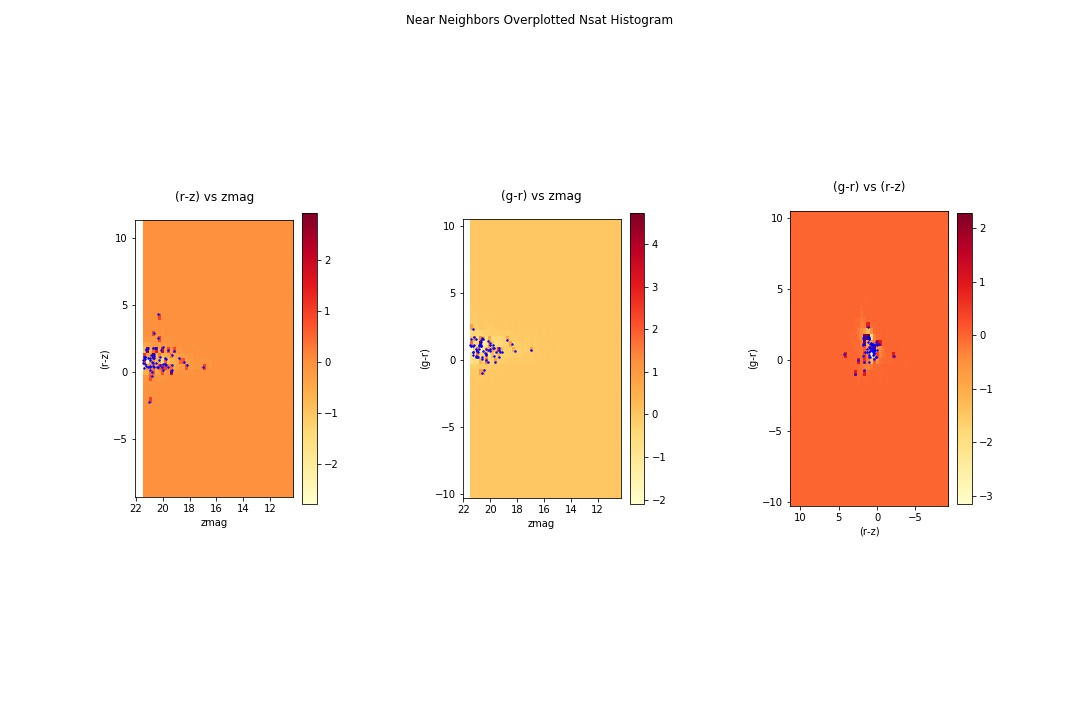 Near Neighbors Overplotted Nsat Histogram
(r-z) vs zmag
10
5
0
−5
(r-z)
22 20 18 16 14 12
zmag
2
1
0
−1
−2
(g-r) vs zmag
10
5
0
−5
−10
(g-r)
22 20 18 16 14 12
zmag
4
3
2
1
0
−1
−2
(g-r) vs (r-z)
10
5
0
−5
−10
(g-r)
10 5 0 −5
(r-z)
2
1
0
−1
−2
−3